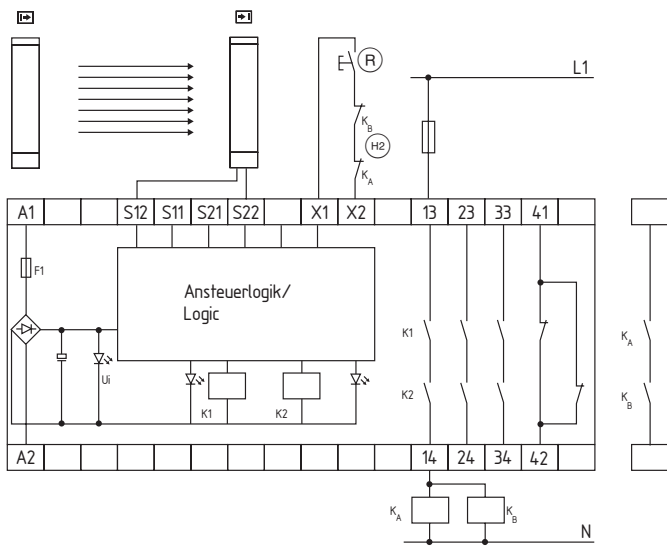 R
L1
K_B
H2
K_A
A1 S12 S11 S21 S22 X1 X2 13 23 33 41
F1
Ansteuerlogik/
Logic
Ui
K1 K2
K1
K2
K_A
K_B
A2 14 24 34 42
K_A K_B
N